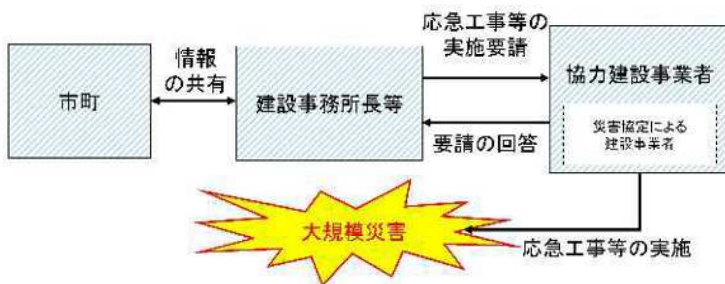 応急工事等の
実施要請
情報
の共有
市町
建設事務所長等
協力建設事業者
災害協定による
建設事業者
要請の回答
大規模災害
応急工事等の実施